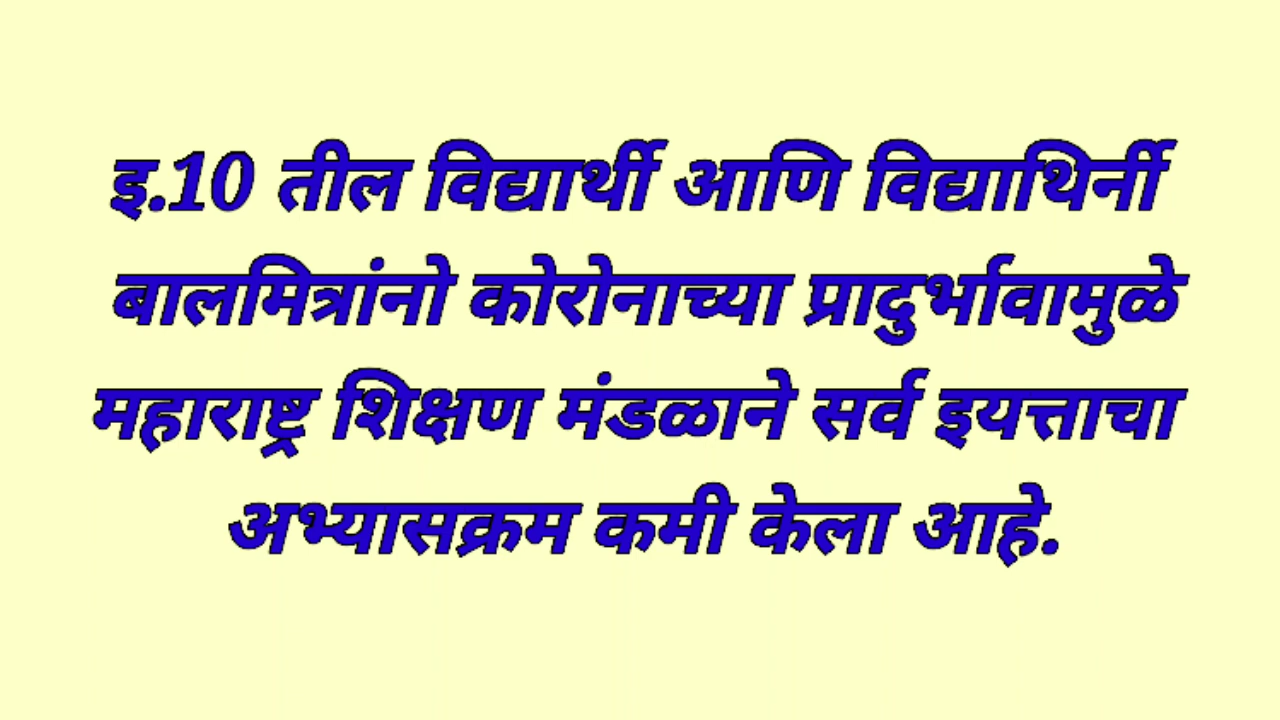 इ.10 तील विद्यार्थी आणि विद्याथिर्नी
बालमित्रांनो कोरोनाच्या प्रादुर्भावामुळे
महाराष्ट्र शिक्षण मंडळाने सर्व इयत्ताचा
अभ्यासक्रम कमी केला आहे.